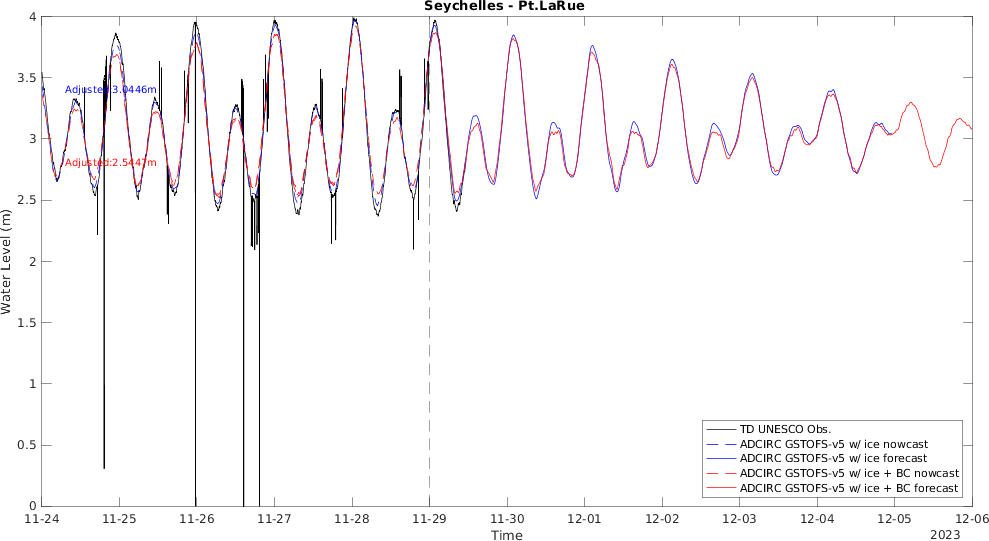 Seychelles - Pt.LaRue
4
3.5
3
2.5
2
1.5
1
0.5
0
Water Level (m)
Adjusted:3.0446m
Adjusted:2.5447m
TD UNESCO Obs.
ADCIRC GSTOFS-v5 w/ ice nowcast
ADCIRC GSTOFS-v5 w/ ice forecast
ADCIRC GSTOFS-v5 w/ ice + BC nowcast
ADCIRC GSTOFS-v5 w/ ice + BC forecast
11-24 11-25 11-26 11-27 11-28 11-29 11-30 12-01 12-02 12-03 12-04 12-05 12-06
Time
2023